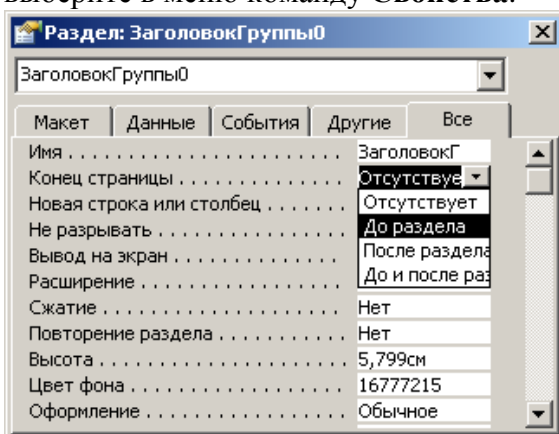 выберите в меню команду Свойства.
Раздел: ЗаголовокГруппы0
ЗаголовокГруппы0
Макет Данные События Другие Все
Имя . . . . . . . . . . . . . . . . . . . . . . . ЗаголовокГ
Конец страницы . . . . . . . . . . . . . . Отсутствуе
Новая строка или столбец . . . . . . . Отсутствует
Не разрывать . . . . . . . . . . . . . . . . До раздела
Вывод на экран . . . . . . . . . . . . . . После раздела
Расширение . . . . . . . . . . . . . . . . . До и после раз
Сжатие . . . . . . . . . . . . . . . . . . . . Нет
Повторение раздела . . . . . . . . . . . Нет
Высота . . . . . . . . . . . . . . . . . . . . 5,799см
Цвет фона . . . . . . . . . . . . . . . . . . 16777215
Оформление . . . . . . . . . . . . . . . . . Обычное